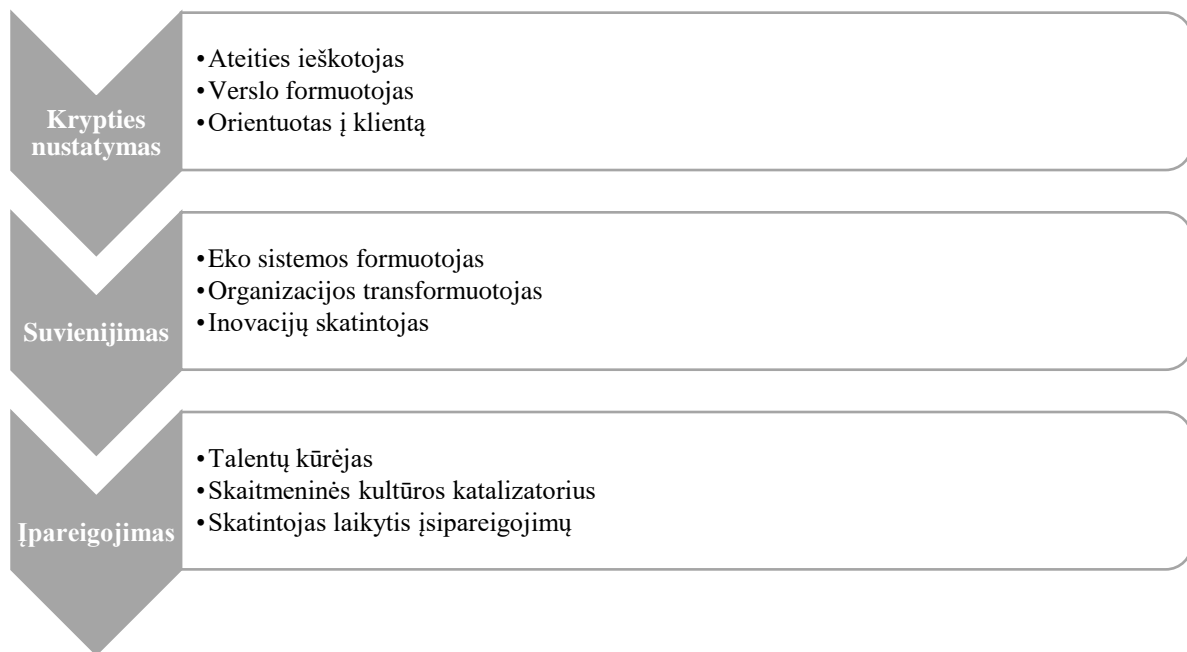 Krypties
nustatymas
•Ateities ieškotojas
•Verslo formuotojas
•Orientuotas į klientą
Suvienijimas
•Eko sistemos formuotojas
•Organizacijos transformuotojas
•Inovacijų skatintojas
Įpareigojimas
•Talentų kūrėjas
•Skaitmeninės kultūros katalizatorius
•Skatintojas laikytis įsipareigojimų